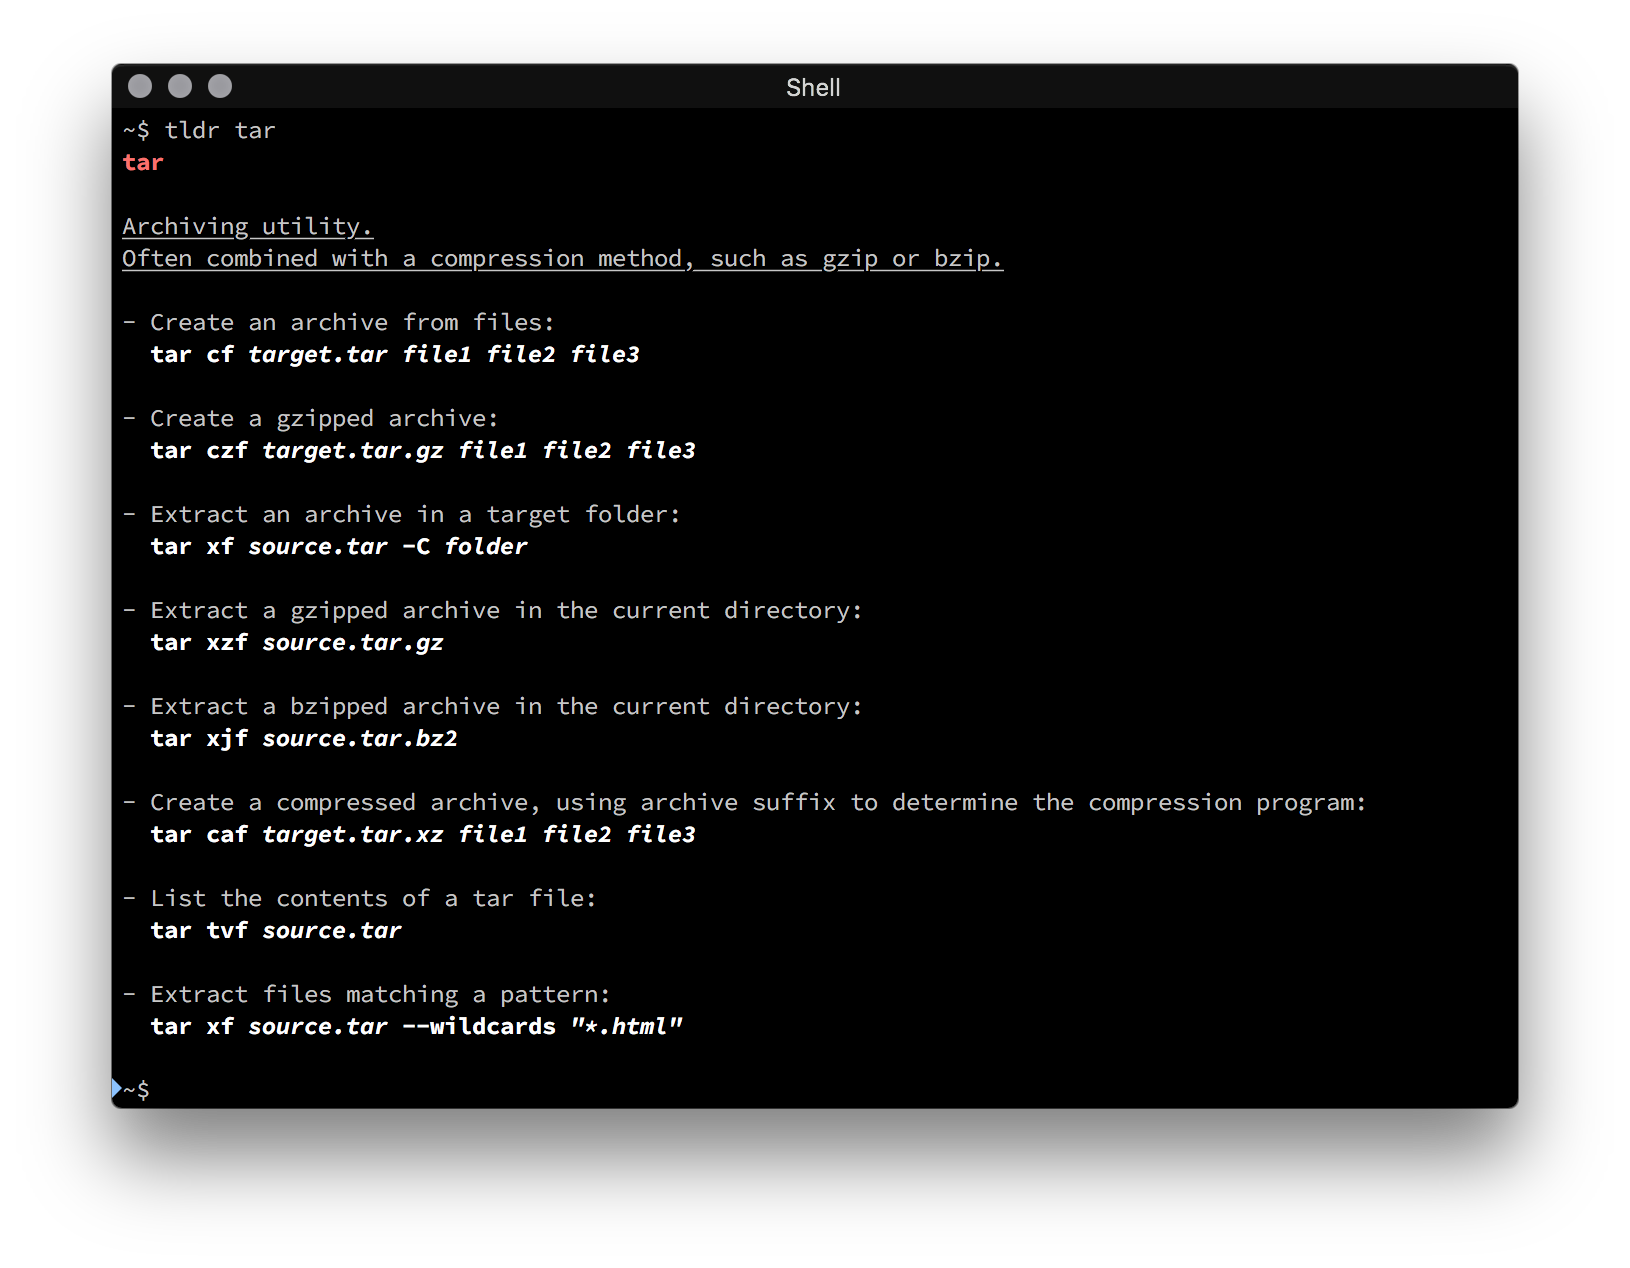 Shell
~$ tldr tar
tar
Archiving utility.
Often combined with a compression method, such as gzip or bzip.
- Create an archive from files:
tar cf target.tar file1 file2 file3
- Create a gzipped archive:
tar czf target.tar.gz file1 file2 file3
- Extract an archive in a target folder:
tar xf source.tar -C folder
- Extract a gzipped archive in the current directory:
tar xzf source.tar.gz
- Extract a bzipped archive in the current directory:
tar xjf source.tar.bz2
- Create a compressed archive, using archive suffix to determine the compression program:
tar caf target.tar.xz file1 file2 file3
- List the contents of a tar file:
tar tvf source.tar
- Extract files matching a pattern:
tar xf source.tar --wildcards "*.html"
~$